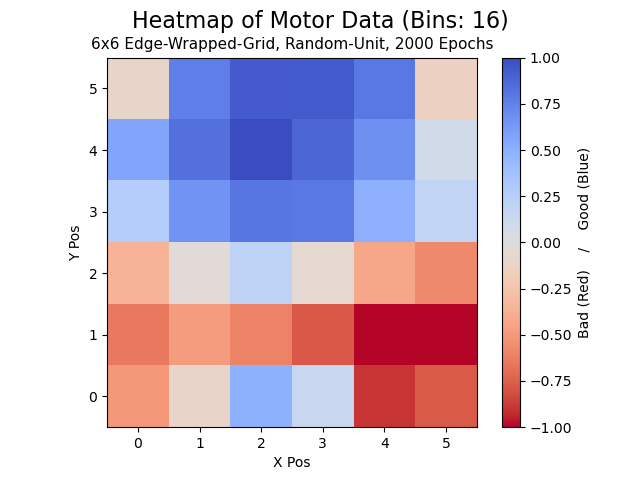 Heatmap of Motor Data (Bins: 16)
6x6 Edge-Wrapped-Grid, Random-Unit, 2000 Epochs
5
4
3
2
1
0
Y Pos
0 1 2 3 4 5
X Pos
1.00
0.75
0.50
0.25
0.00
−0.25
−0.50
−0.75
−1.00
Bad (Red) / Good (Blue)